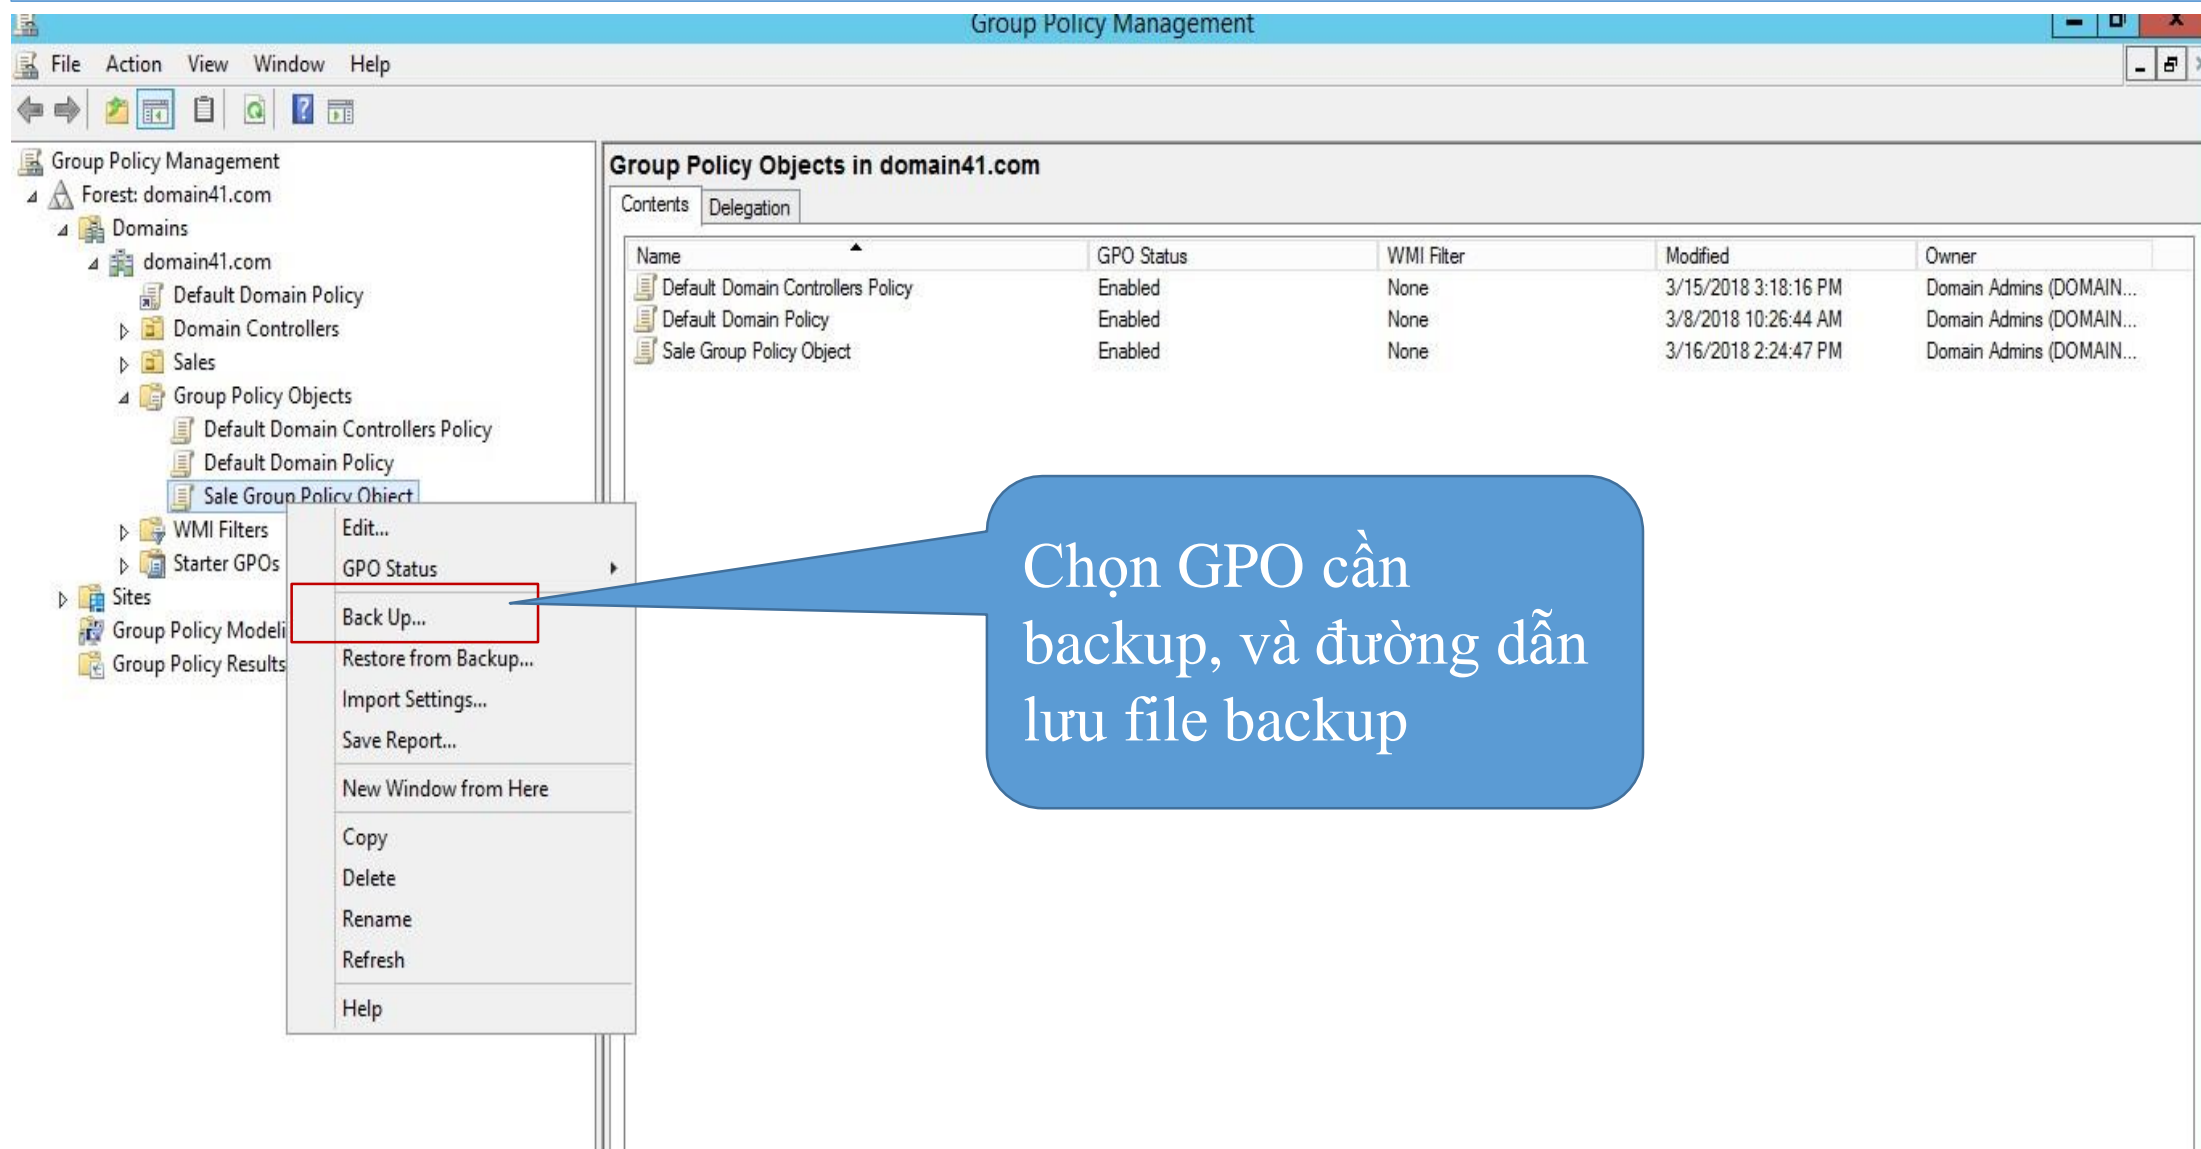 Group Policy Management
File Action View Window Help
Group Policy Management
Forest: domain41.com
Domains
domain41.com
Default Domain Policy
Domain Controllers
Sales
Group Policy Objects
Default Domain Controllers Policy
Default Domain Policy
Sale Group Policy Object
WMI Filters
Starter GPOs
Sites
Group Policy Modeli
Group Policy Results
Edit...
GPO Status
Back Up...
Restore from Backup...
Import Settings...
Save Report...
New Window from Here
Copy
Delete
Rename
Refresh
Help
Group Policy Objects in domain41.com
Contents Delegation
Name GPO Status WMI Filter Modified Owner
Default Domain Controllers Policy Enabled None 3/15/2018 3:18:16 PM Domain Admins (DOMAIN...
Default Domain Policy Enabled None 3/8/2018 10:26:44 AM Domain Admins (DOMAIN...
Sale Group Policy Object Enabled None 3/16/2018 2:24:47 PM Domain Admins (DOMAIN...
Chọn GPO cần
backup, và đường dẫn
lưu file backup